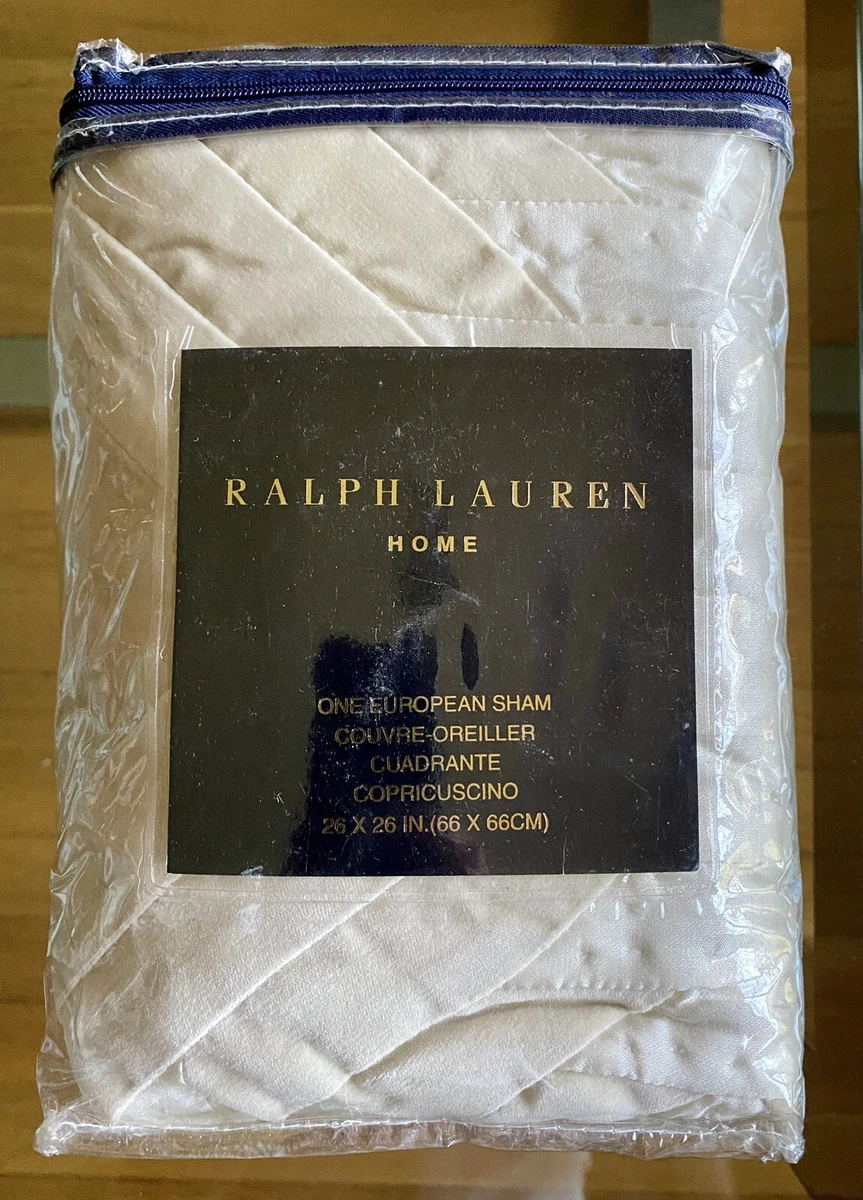 RALPH LAUREN
HOME
ONE EUROPEAN SHAM
COUVRE-OREILLER
CUADRANTE
COPRICUSCINO
26 X 26 IN.(66 X 66CM)